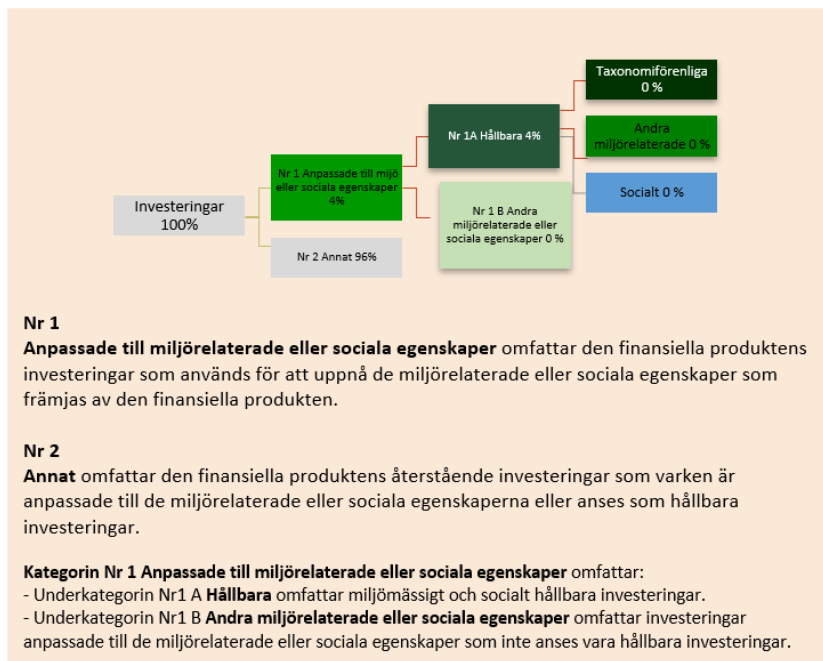 Taxonomiförenliga
0 %
Nr 1A Hållbara 4%
Andra
miljörelaterade 0 %
Nr 1 Anpassade till mijö
eller sociala egenskaper
4%
Socialt 0 %
Investeringar
100%
Nr 1 B Andra
miljörelaterade eller
sociala egenskaper 0 %
Nr 2 Annat 96%
Nr 1
Anpassade till miljörelaterade eller sociala egenskaper omfattar den finansiella produktens
investeringar som används för att uppnå de miljörelaterade eller sociala egenskaper som
främjas av den finansiella produkten.
Nr 2
Annat omfattar den finansiella produktens återstående investeringar som varken är
anpassade till de miljörelaterade eller sociala egenskaperna eller anses som hållbara
investeringar.
Kategorin Nr 1 Anpassade till miljörelaterade eller sociala egenskaper omfattar:
- Underkategorin Nr1 A Hållbara omfattar miljömässigt och socialt hållbara investeringar.
- Underkategorin Nr1 B Andra miljörelaterade eller sociala egenskaper omfattar investeringar
anpassade till de miljörelaterade eller sociala egenskaper som inte anses vara hållbara investeringar.